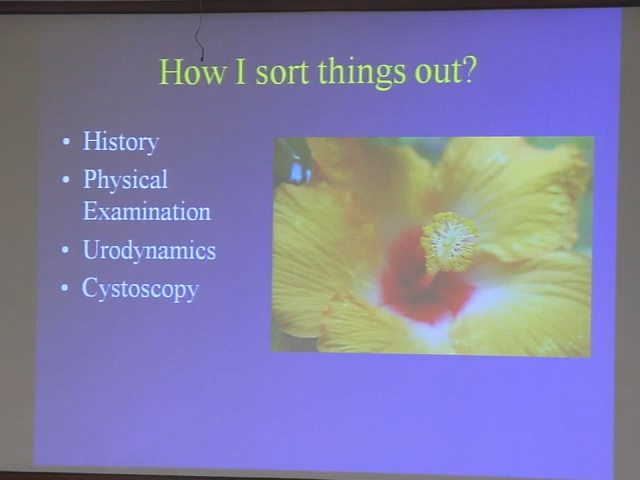 How I sort things out?
• History
• Physical
Examination
• Urodynamics
• Cystoscopy